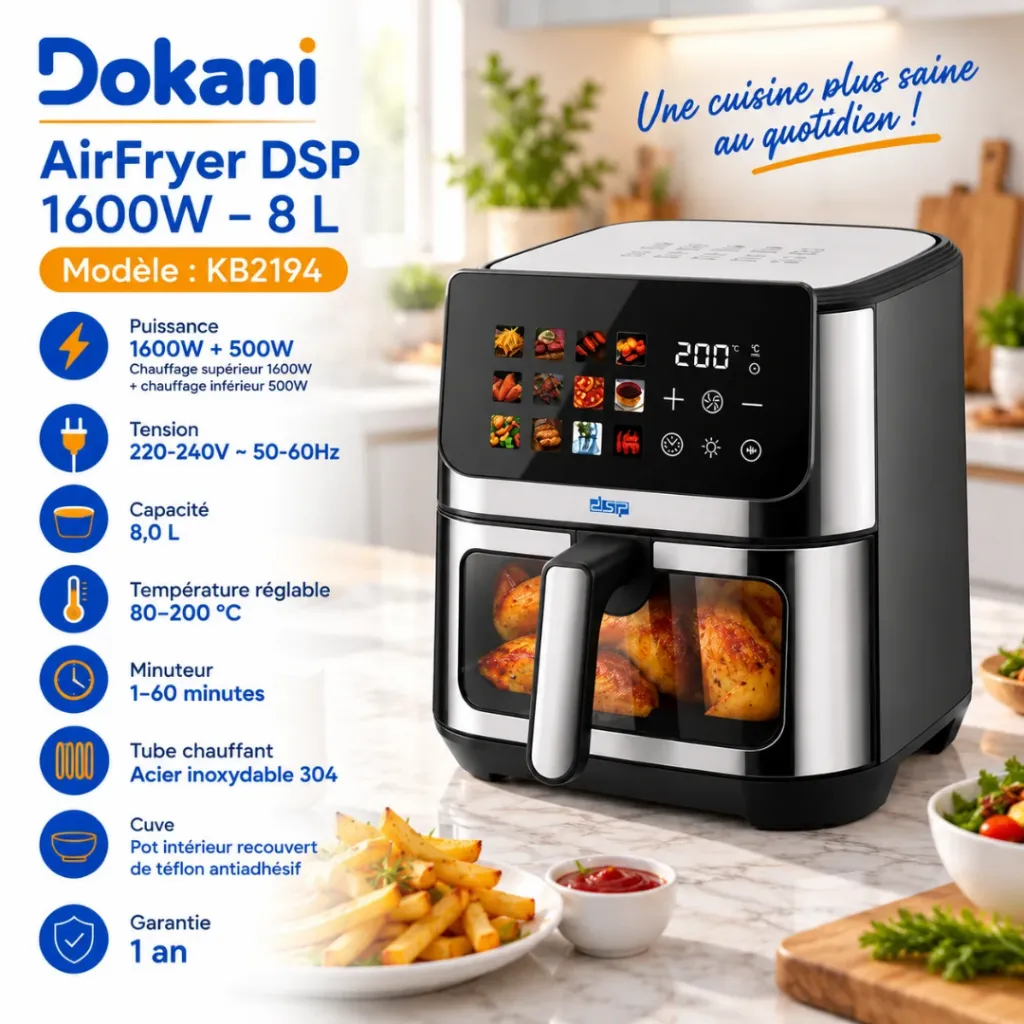 Dokani
AirFryer DSP
1600W – 8 L
Modèle : KB2194
Une cuisine plus saine
au quotidien !
Puissance
1600W + 500W
Chauffage supérieur 1600W
+ chauffage inférieur 500W
Tension
220-240V ~ 50-60Hz
Capacité
8,0 L
Température réglable
80–200 °C
Minuteur
1–60 minutes
Tube chauffant
Acier inoxydable 304
Cuve
Pot intérieur recouvert
de téflon antiadhésif
Garantie
1 an
200°C
°C
dsp